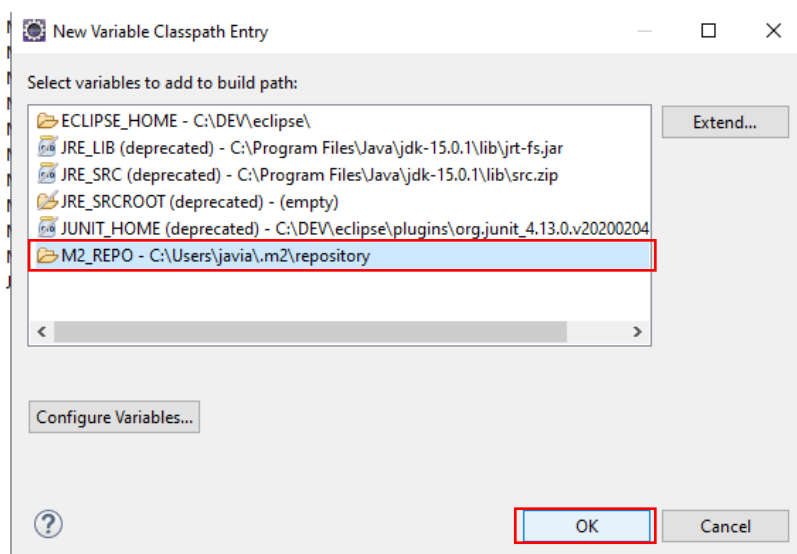 New Variable Classpath Entry
Select variables to add to build path:
ECLIPSE_HOME - C:\DEV\eclipse\
Extend...
JRE_LIB (deprecated) - C:\Program Files\Java\jdk-15.0.1\lib\jrt-fs.jar
JRE_SRC (deprecated) - C:\Program Files\Java\jdk-15.0.1\lib\src.zip
JRE_SRCROOT (deprecated) - (empty)
JUNIT_HOME (deprecated) - C:\DEV\eclipse\plugins\org.junit_4.13.0.v20200204
M2_REPO - C:\Users\javia\.m2\repository
Configure Variables...
OK
Cancel